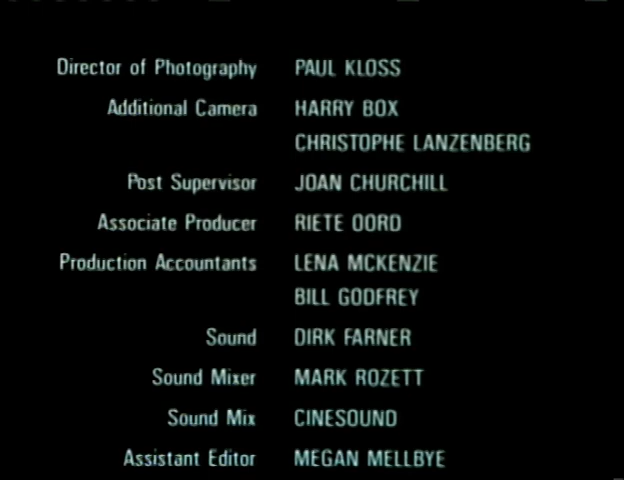 Director of Photography PAUL KLOSS
Additional Camera HARRY BOX
CHRISTOPHE LANZENBERG
Post Supervisor JOAN CHURCHILL
Associate Producer RIETE OORD
Production Accountants LENA MCKENZIE
BILL GODFREY
Sound DIRK FARNER
Sound Mixer MARK ROZETT
Sound Mix CINESOUND
Assistant Editor MEGAN MELLBYE